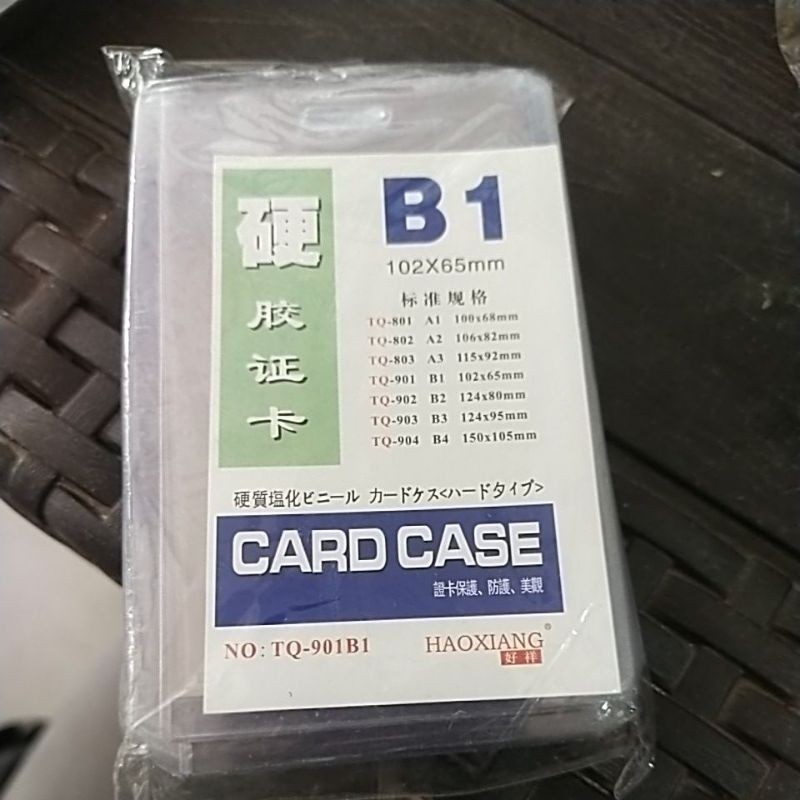 硬胶证卡
B1
102X65mm
标准规格
TQ-801 A1 100x68mm
TQ-802 A2 106x82mm
TQ-803 A3 115x92mm
TQ-901 B1 102x65mm
TQ-902 B2 124x80mm
TQ-903 B3 124x95mm
TQ-904 B4 150x105mm
硬質塩化ビニール カードケス<ハードタイプ>
CARD CASE
證卡保護、防護、美觀
NO: TQ-901B1
HAOXIANG®
好样